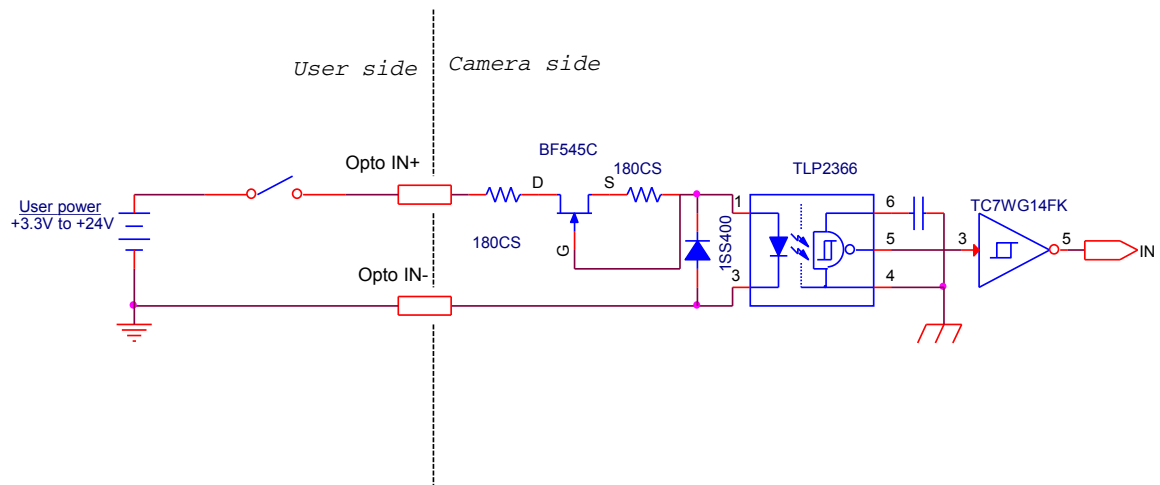 User side
Camera side
BF545C
Opto IN+
180CS
TLP2366
D
S
User power
+3.3V to +24V
1
6
TC7WG14FK
180CS
G
1SS400
5
3
5
IN
Opto IN-
3
4